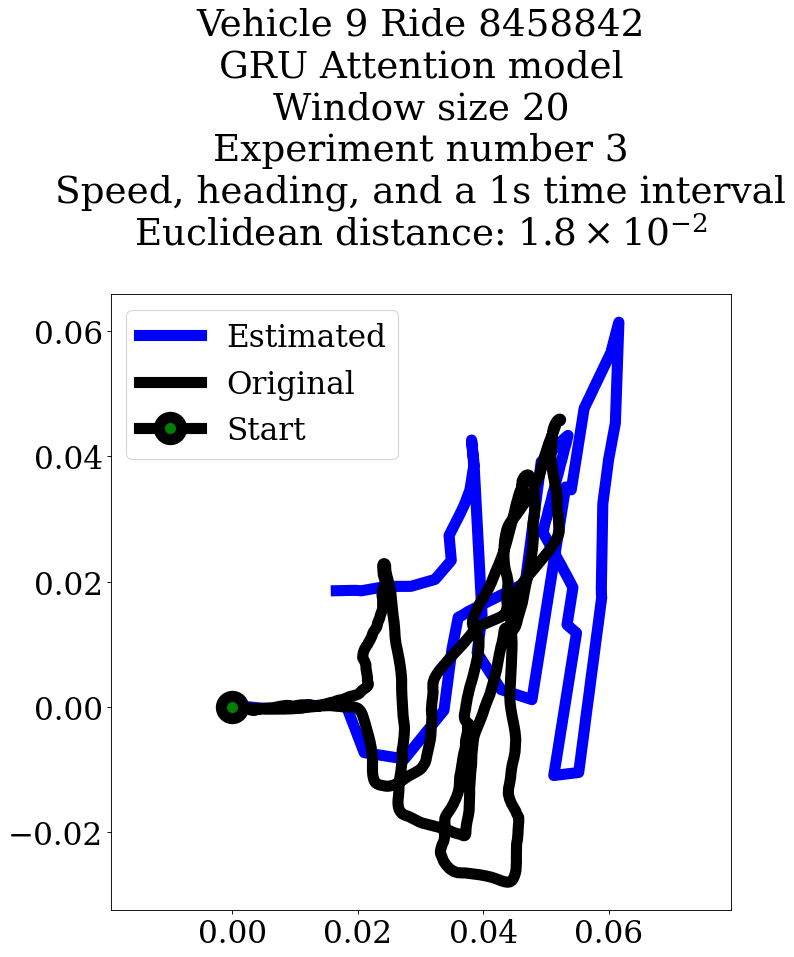 Vehicle 9 Ride 8458842
GRU Attention model
Window size 20
Experiment number 3
Speed, heading, and a 1s time interval
Euclidean distance: 1.8 × 10⁻²
Estimated
Original
Start
0.06
0.04
0.02
0.00
−0.02
0.00 0.02 0.04 0.06